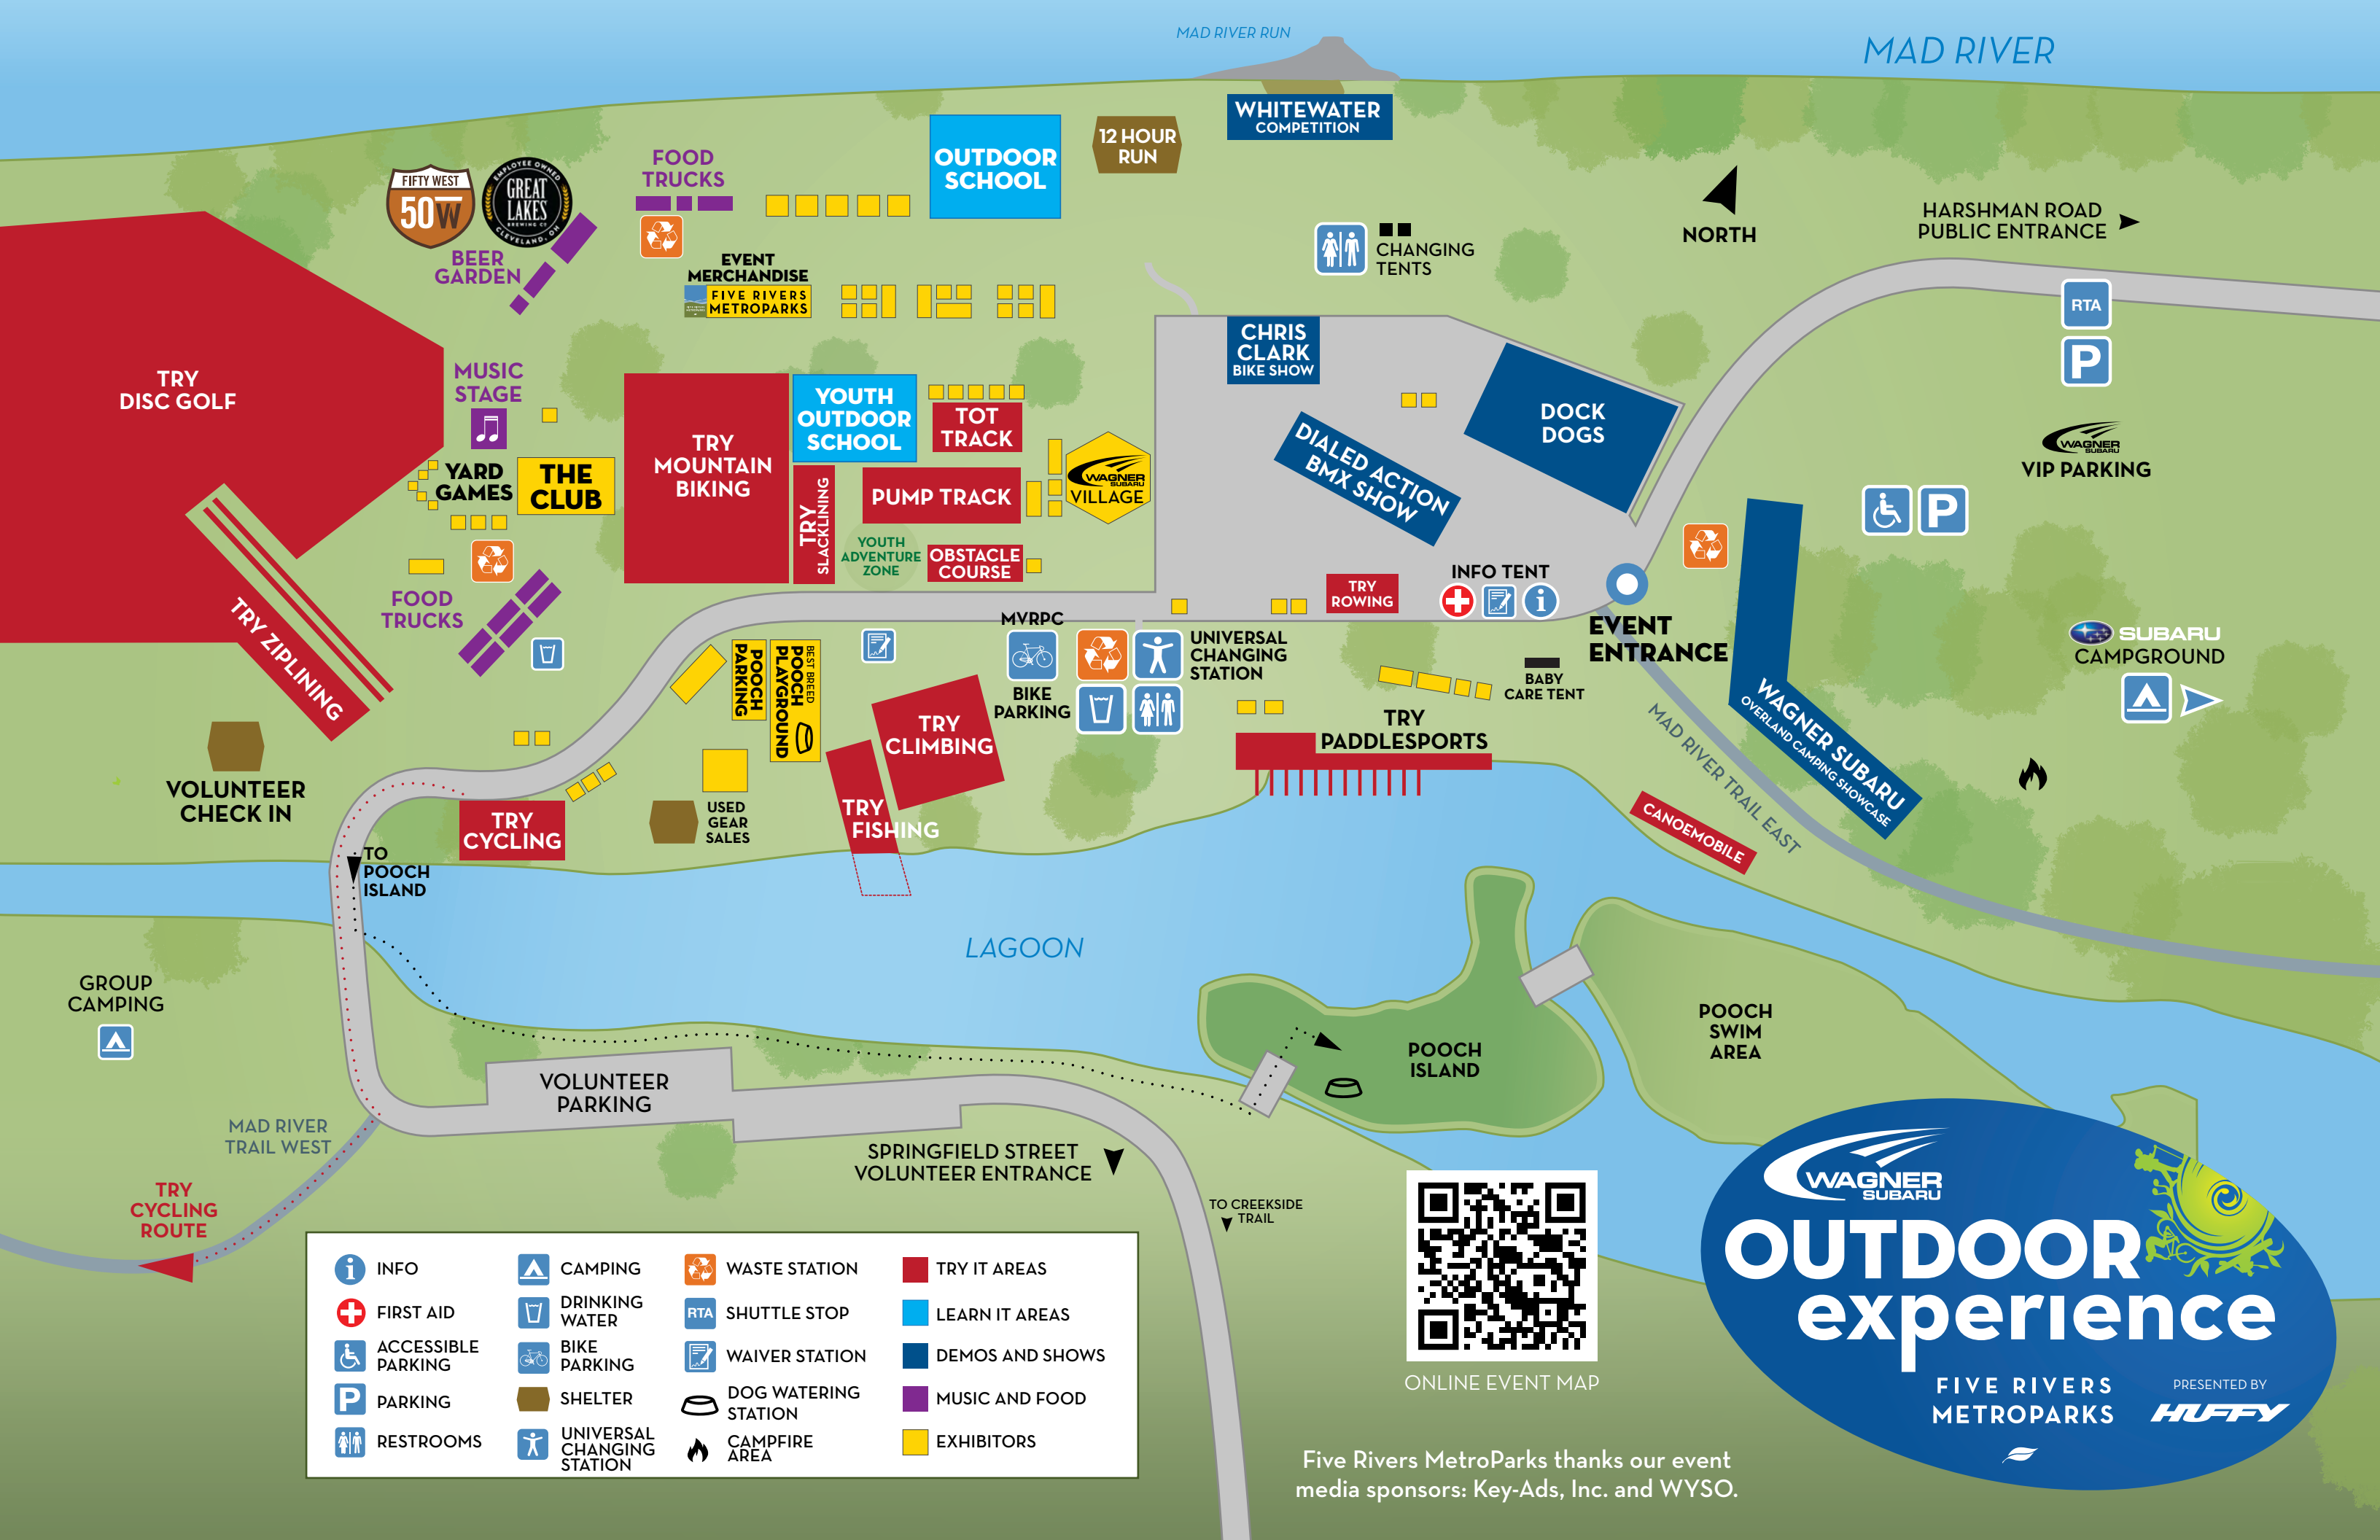 MAD RIVER RUN
MAD RIVER
WHITEWATER
COMPETITION
12 HOUR
RUN
OUTDOOR
SCHOOL
FOOD
TRUCKS
FIFTY WEST
50W
EMPLOYEE OWNED
GREAT
LAKES
BREWING CO
CLEVELAND, OH
BEER
GARDEN
EVENT
MERCHANDISE
FIVE RIVERS
METROPARKS
CHANGING
TENTS
NORTH
HARSHMAN ROAD
PUBLIC ENTRANCE
RTA
P
WAGNER
SUBARU
VIP PARKING
P
TRY
DISC GOLF
MUSIC
STAGE
YARD
GAMES
THE
CLUB
TRY
MOUNTAIN
BIKING
YOUTH
OUTDOOR
SCHOOL
TOT
TRACK
TRY
SLACKLINING
PUMP TRACK
YOUTH
ADVENTURE
ZONE
OBSTACLE
COURSE
WAGNER
SUBARU
VILLAGE
CHRIS
CLARK
BIKE SHOW
DIALED ACTION
BMX SHOW
DOCK
DOGS
TRY
ROWING
INFO TENT
i
EVENT
ENTRANCE
FOOD
TRUCKS
TRY ZIPLINING
VOLUNTEER
CHECK IN
POOCH
PARKING
BEST BREED
POOCH
PLAYGROUND
MVRPC
BIKE
PARKING
UNIVERSAL
CHANGING
STATION
BABY
CARE TENT
TRY
PADDLESPORTS
TRY
CLIMBING
TRY
FISHING
USED
GEAR
SALES
TRY
CYCLING
SUBARU
CAMPGROUND
WAGNER SUBARU
OVERLAND CAMPING SHOWCASE
MAD RIVER TRAIL EAST
CANOEMOBILE
TO
POOCH
ISLAND
LAGOON
GROUP
CAMPING
POOCH
ISLAND
POOCH
SWIM
AREA
VOLUNTEER
PARKING
MAD RIVER
TRAIL WEST
TRY
CYCLING
ROUTE
SPRINGFIELD STREET
VOLUNTEER ENTRANCE
TO CREEKSIDE
TRAIL
i INFO
FIRST AID
ACCESSIBLE
PARKING
P PARKING
RESTROOMS
CAMPING
DRINKING
WATER
BIKE
PARKING
SHELTER
UNIVERSAL
CHANGING
STATION
WASTE STATION
RTA SHUTTLE STOP
WAIVER STATION
DOG WATERING
STATION
CAMPFIRE
AREA
TRY IT AREAS
LEARN IT AREAS
DEMOS AND SHOWS
MUSIC AND FOOD
EXHIBITORS
ONLINE EVENT MAP
Five Rivers MetroParks thanks our event
media sponsors: Key-Ads, Inc. and WYSO.
WAGNER
SUBARU
OUTDOOR
experience
FIVE RIVERS
METROPARKS
PRESENTED BY
HUFFY